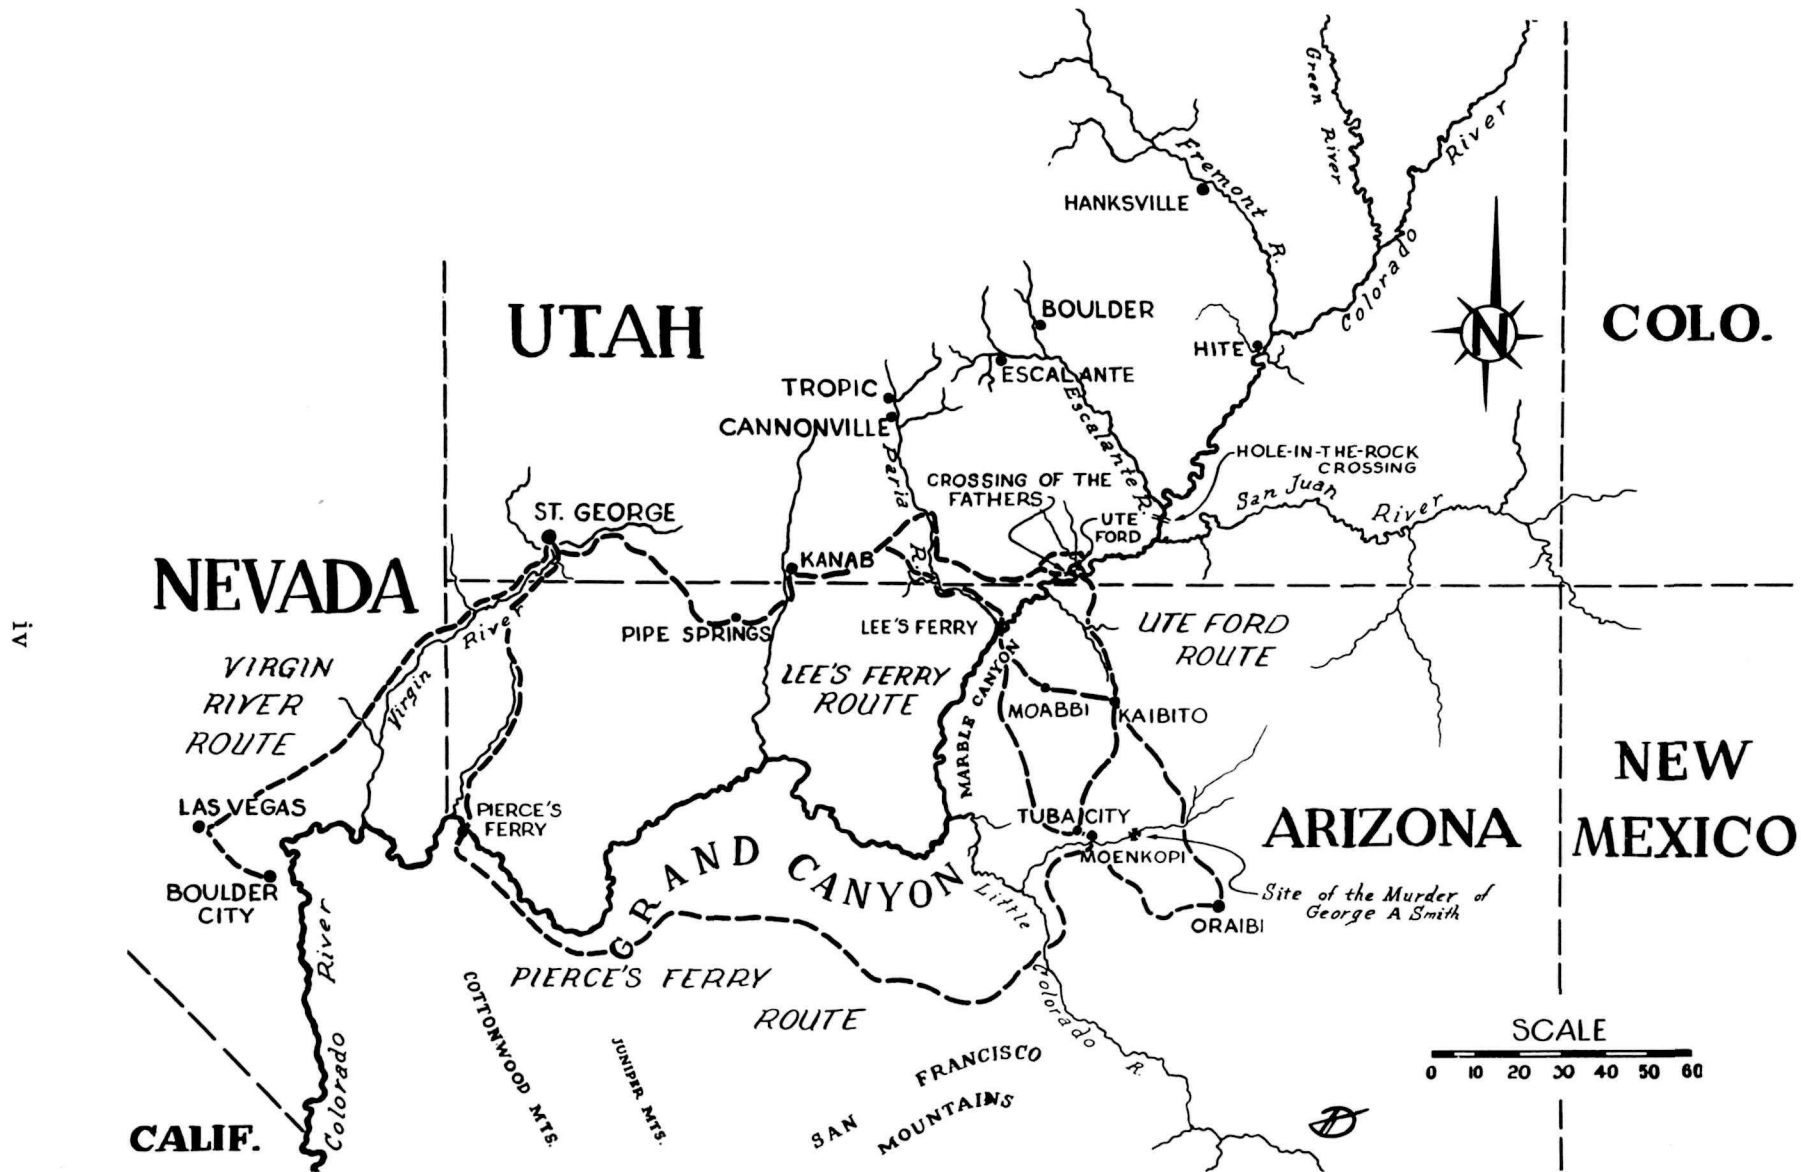 Green River
Colorado River
Fremont R.
HANKSVILLE
UTAH
BOULDER
COLO.
N
HITE
ESCALANTE
TROPIC
CANNONVILLE
Escalante R.
Paria R.
HOLE-IN-THE-ROCK
CROSSING
CROSSING OF THE
FATHERS
San Juan River
UTE
FORD
ST. GEORGE
KANAB
NEVADA
iv
PIPE SPRINGS
LEE'S FERRY
UTE FORD
ROUTE
VIRGIN
RIVER
ROUTE
Virgin River
LEE'S FERRY
ROUTE
MARBLE CANYON
MOABBI
KAIBITO
NEW
MEXICO
LAS VEGAS
PIERCE'S
FERRY
TUBA CITY
ARIZONA
MOENKOPI
BOULDER
CITY
GRAND CANYON
Little Colorado R.
Site of the Murder of
George A Smith
ORAIBI
Colorado River
PIERCE'S FERRY
ROUTE
COTTONWOOD MTS.
JUNIPER MTS.
SAN FRANCISCO
MOUNTAINS
SCALE
0 10 20 30 40 50 60
CALIF.